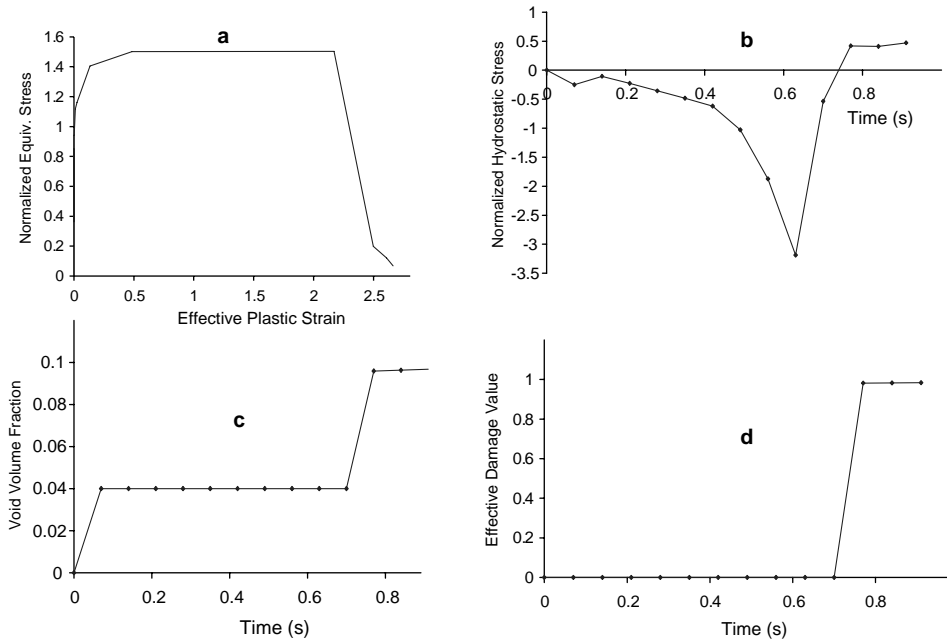 a
Normalized Equiv. Stress
1.6
1.4
1.2
1
0.8
0.6
0.4
0.2
0
0 0.5 1 1.5 2 2.5
Effective Plastic Strain
b
Normalized Hydrostatic Stress
1
0.5
0
-0.5
-1
-1.5
-2
-2.5
-3
-3.5
0 0.2 0.4 0.6 0.8
Time (s)
c
Void Volume Fraction
0.1
0.08
0.06
0.04
0.02
0
0 0.2 0.4 0.6 0.8
Time (s)
d
Effective Damage Value
1
0.8
0.6
0.4
0.2
0
0 0.2 0.4 0.6 0.8
Time (s)